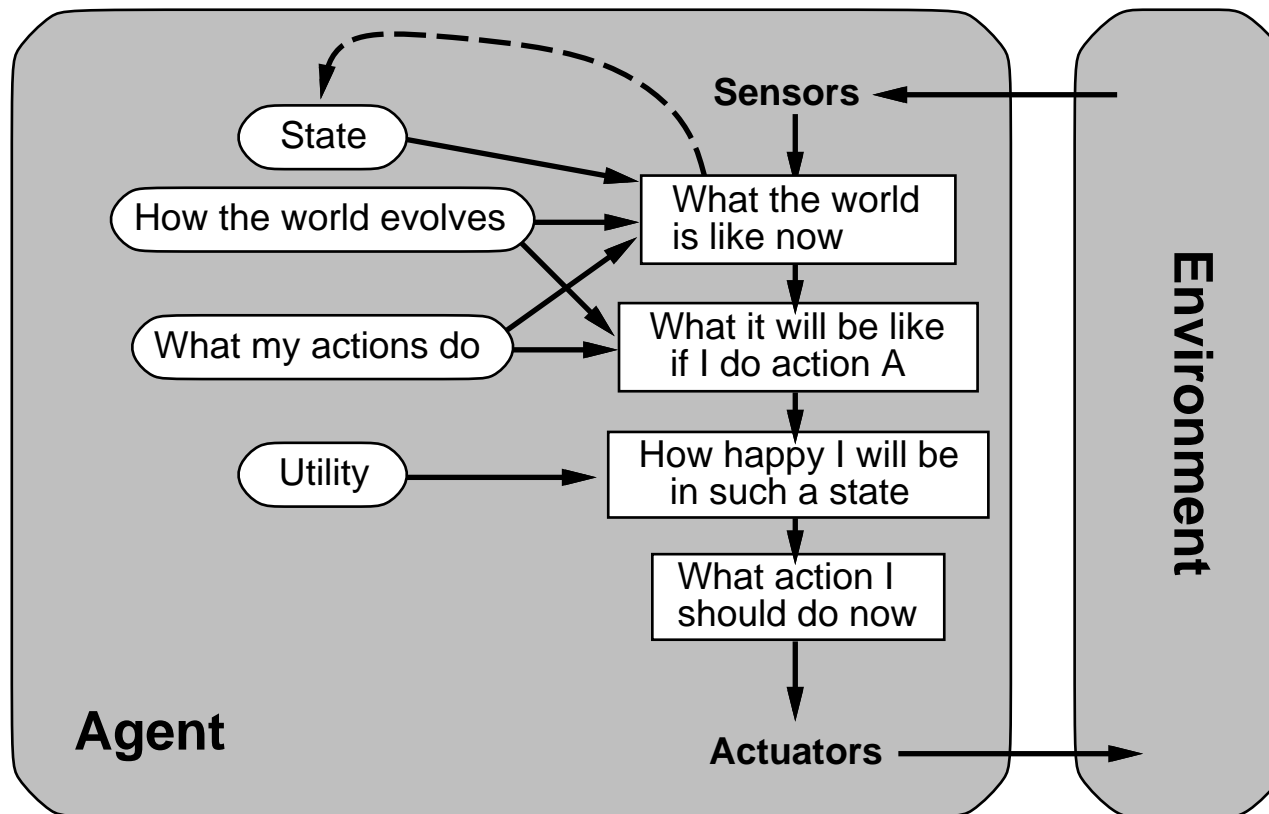 Sensors
State
What the world
is like now
How the world evolves
What it will be like
if I do action A
What my actions do
How happy I will be
in such a state
Utility
What action I
should do now
Agent
Actuators
Environment